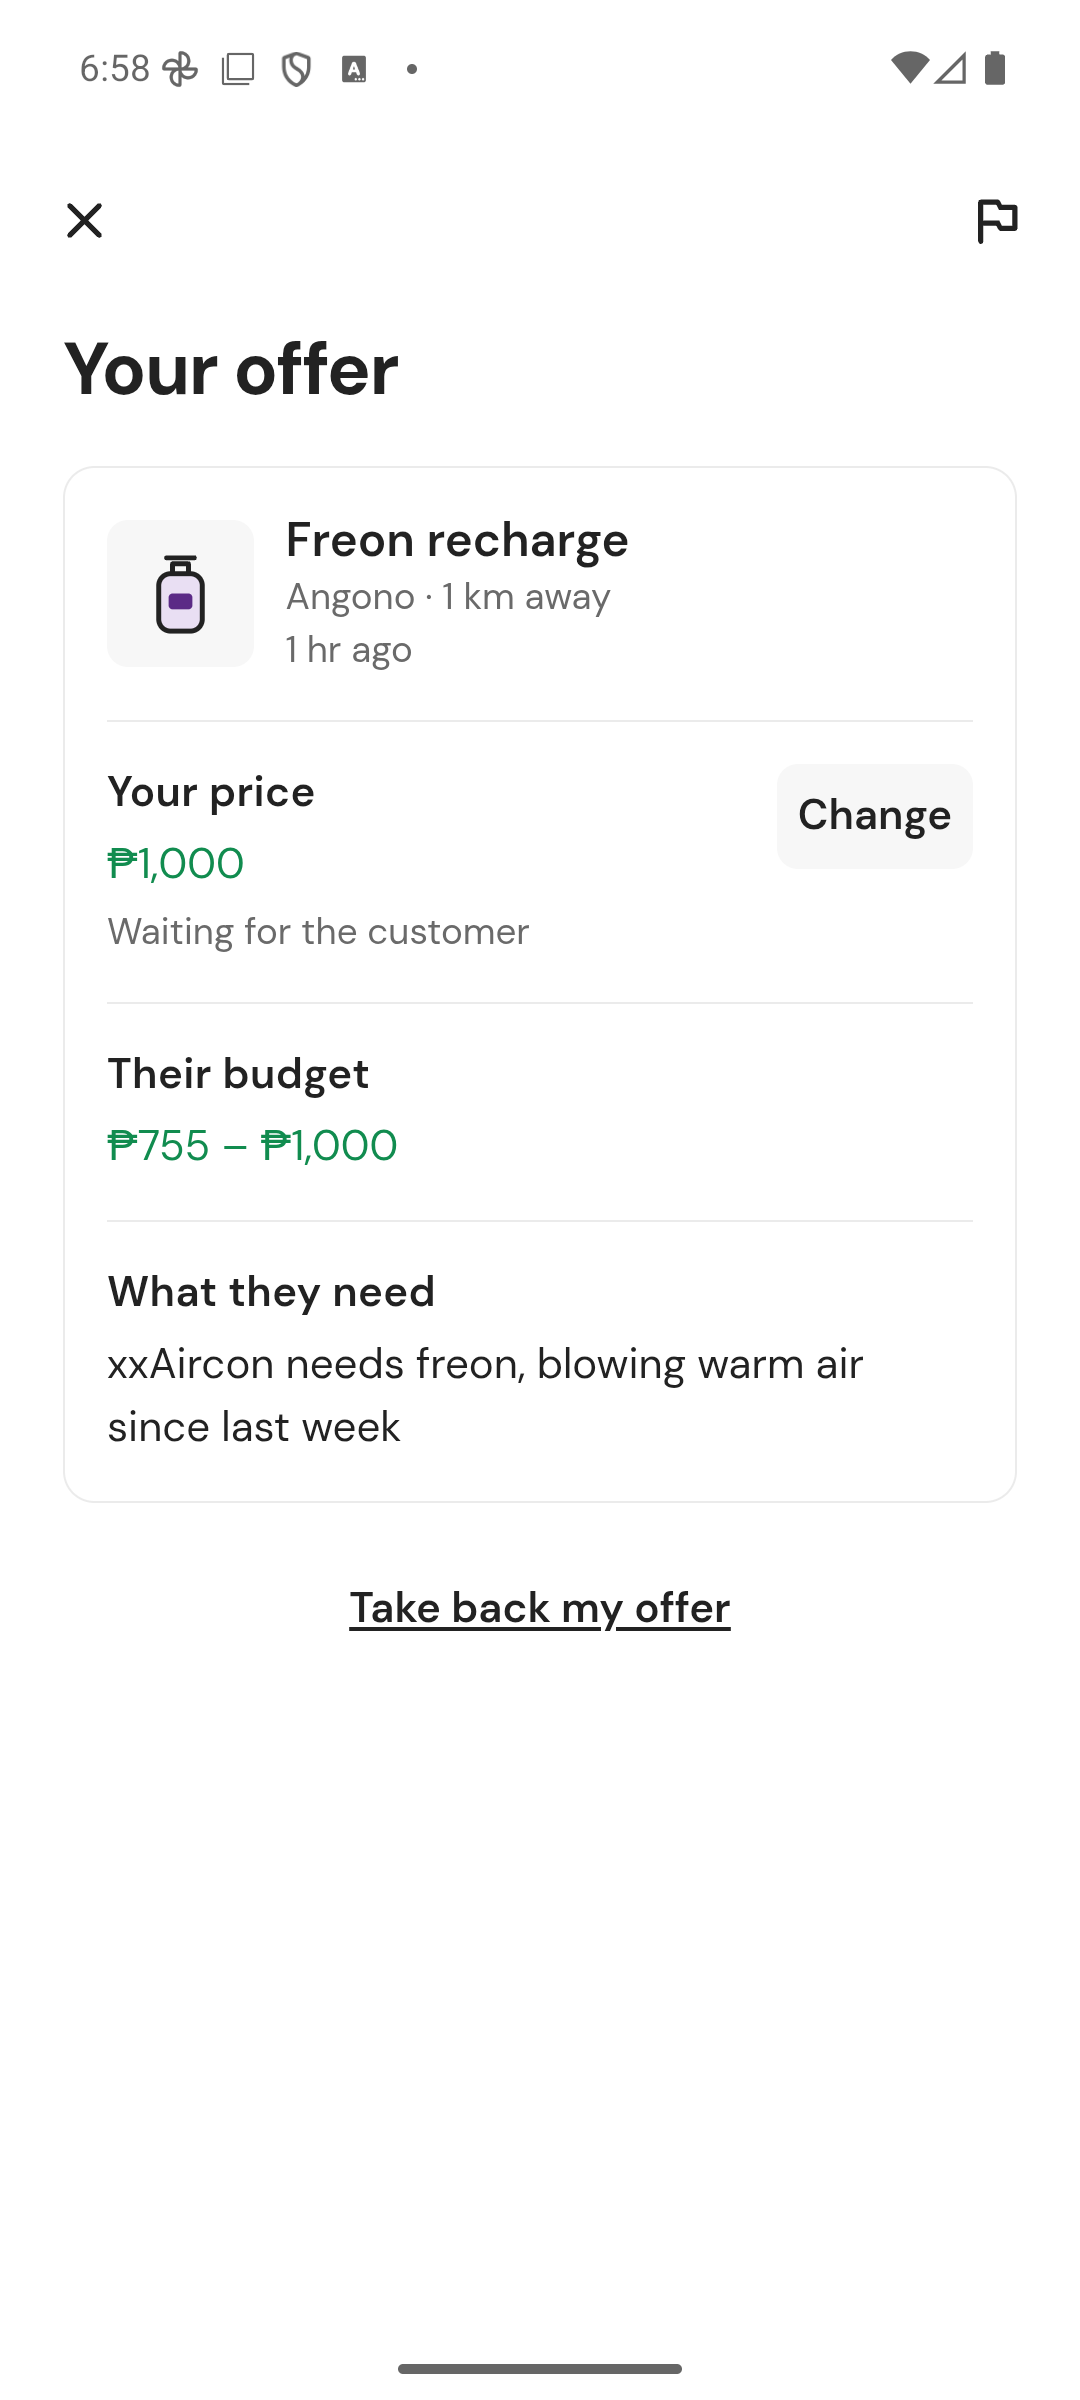 6:58
Your offer
Freon recharge
Angono · 1 km away
1 hr ago
Your price
Change
₱1,000
Waiting for the customer
Their budget
₱755 – ₱1,000
What they need
xxAircon needs freon, blowing warm air
since last week
Take back my offer